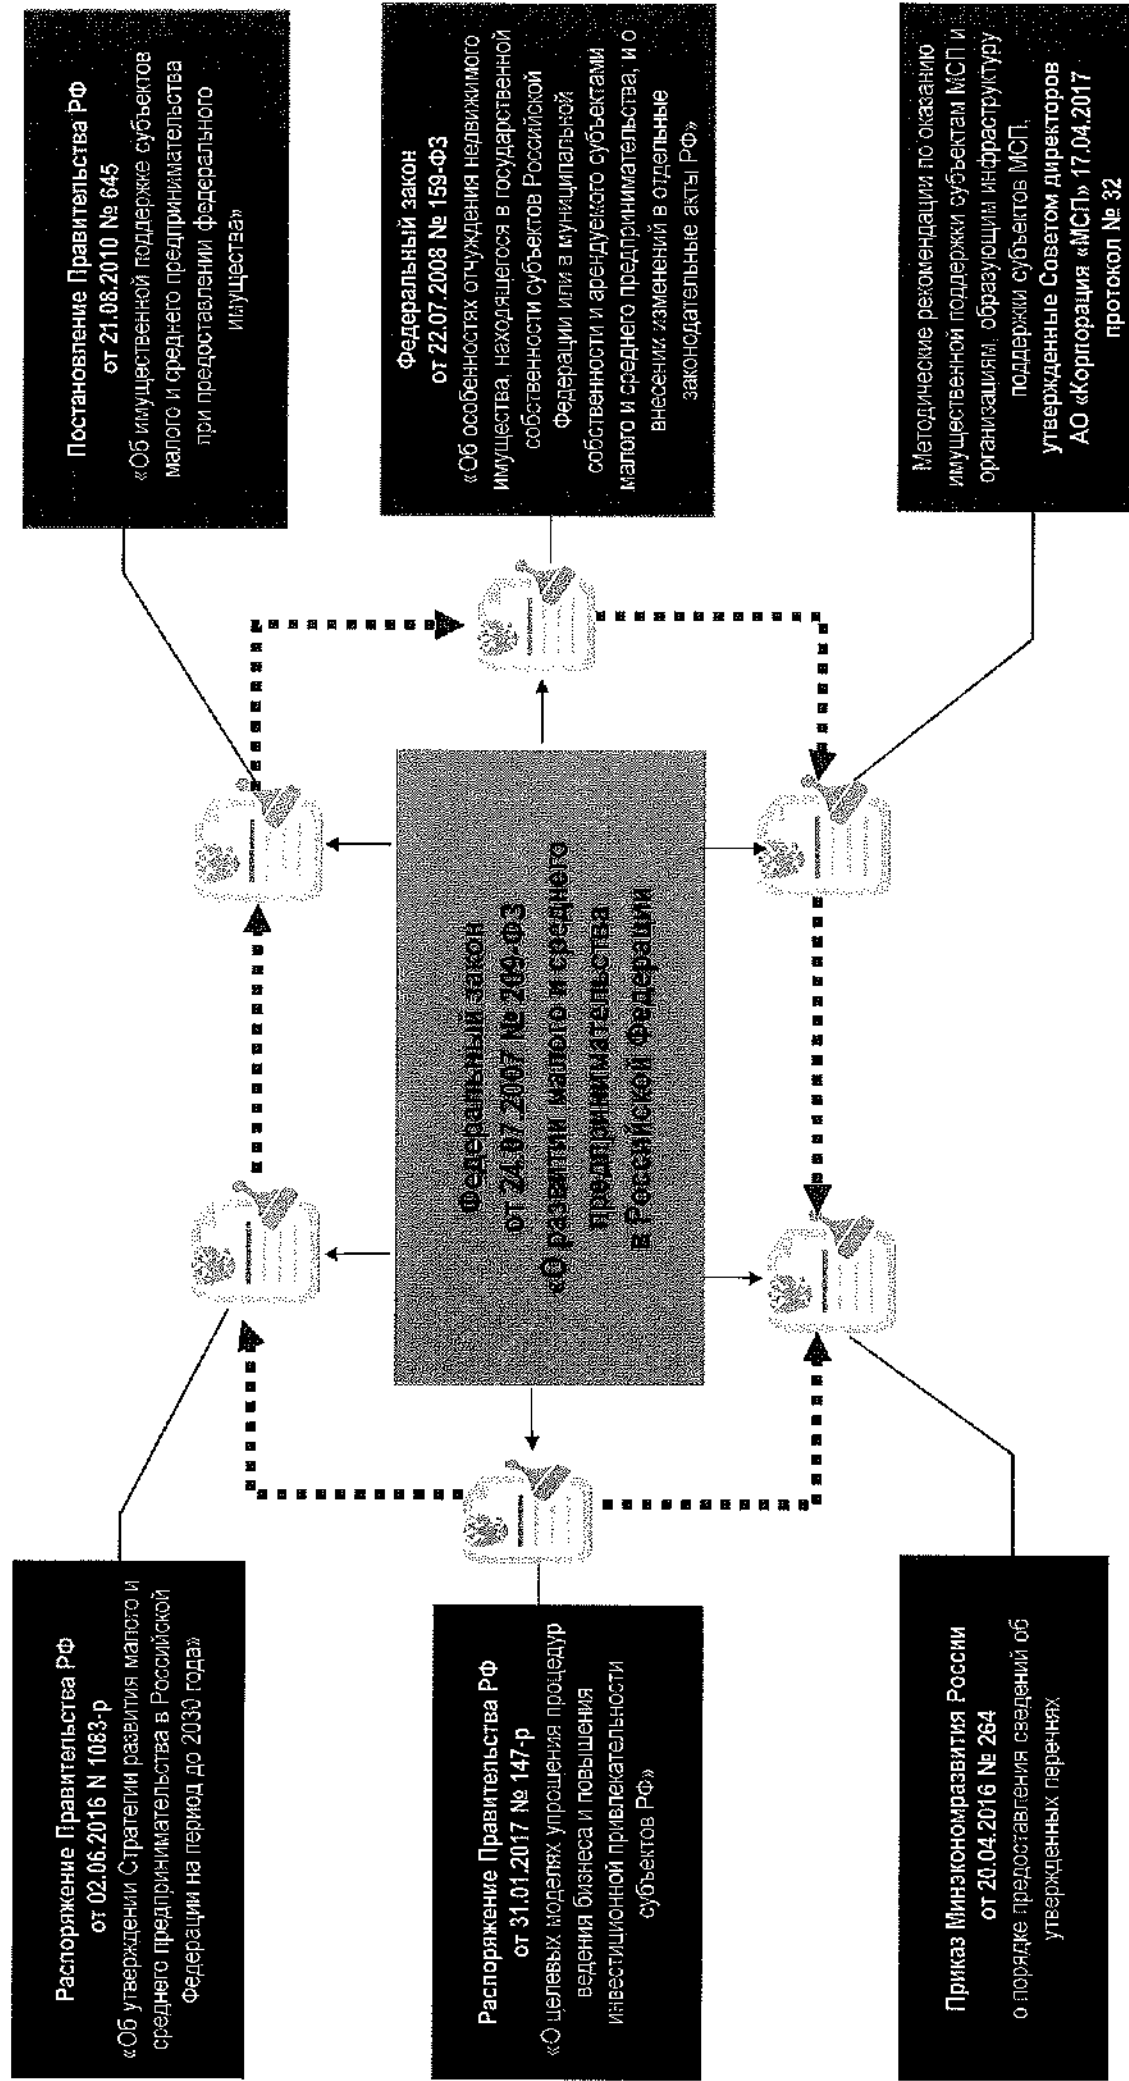 Распоряжение Правительства РФ
от 02.06.2016 N 1083-р
«Об утверждении Стратегии развития малого и
среднего предпринимательства в Российской
Федерации на период до 2030 года»
Постановление Правительства РФ
от 21.08.2010 № 645
«Об имущественной поддержке субъектов
малого и среднего предпринимательства
при предоставлении федерального
имущества»
Распоряжение Правительства РФ
от 31.01.2017 № 147-р
«О целевых моделях упрощения процедур
ведения бизнеса и повышения
инвестиционной привлекательности
субъектов РФ»
Федеральный закон
от 24.07.2007 № 209-ФЗ
«О развитии малого и среднего
предпринимательства
в Российской Федерации
Федеральный закон
от 22.07.2008 № 159-ФЗ
«Об особенностях отчуждения недвижимого
имущества, находящегося в государственной
собственности субъектов Российской
Федерации или в муниципальной
собственности и арендуемого субъектами
малого и среднего предпринимательства, и о
внесении изменений в отдельные
законодательные акты РФ»
Приказ Минэкономразвития России
от 20.04.2016 № 264
о порядке предоставления сведений об
утвержденных перечнях
Методические рекомендации по оказанию
имущественной поддержки субъектам МСП и
организациям, образующим инфраструктуру
поддержки субъектов МСП,
утвержденные Советом директоров
АО «Корпорация «МСП» 17.04.2017
протокол № 32